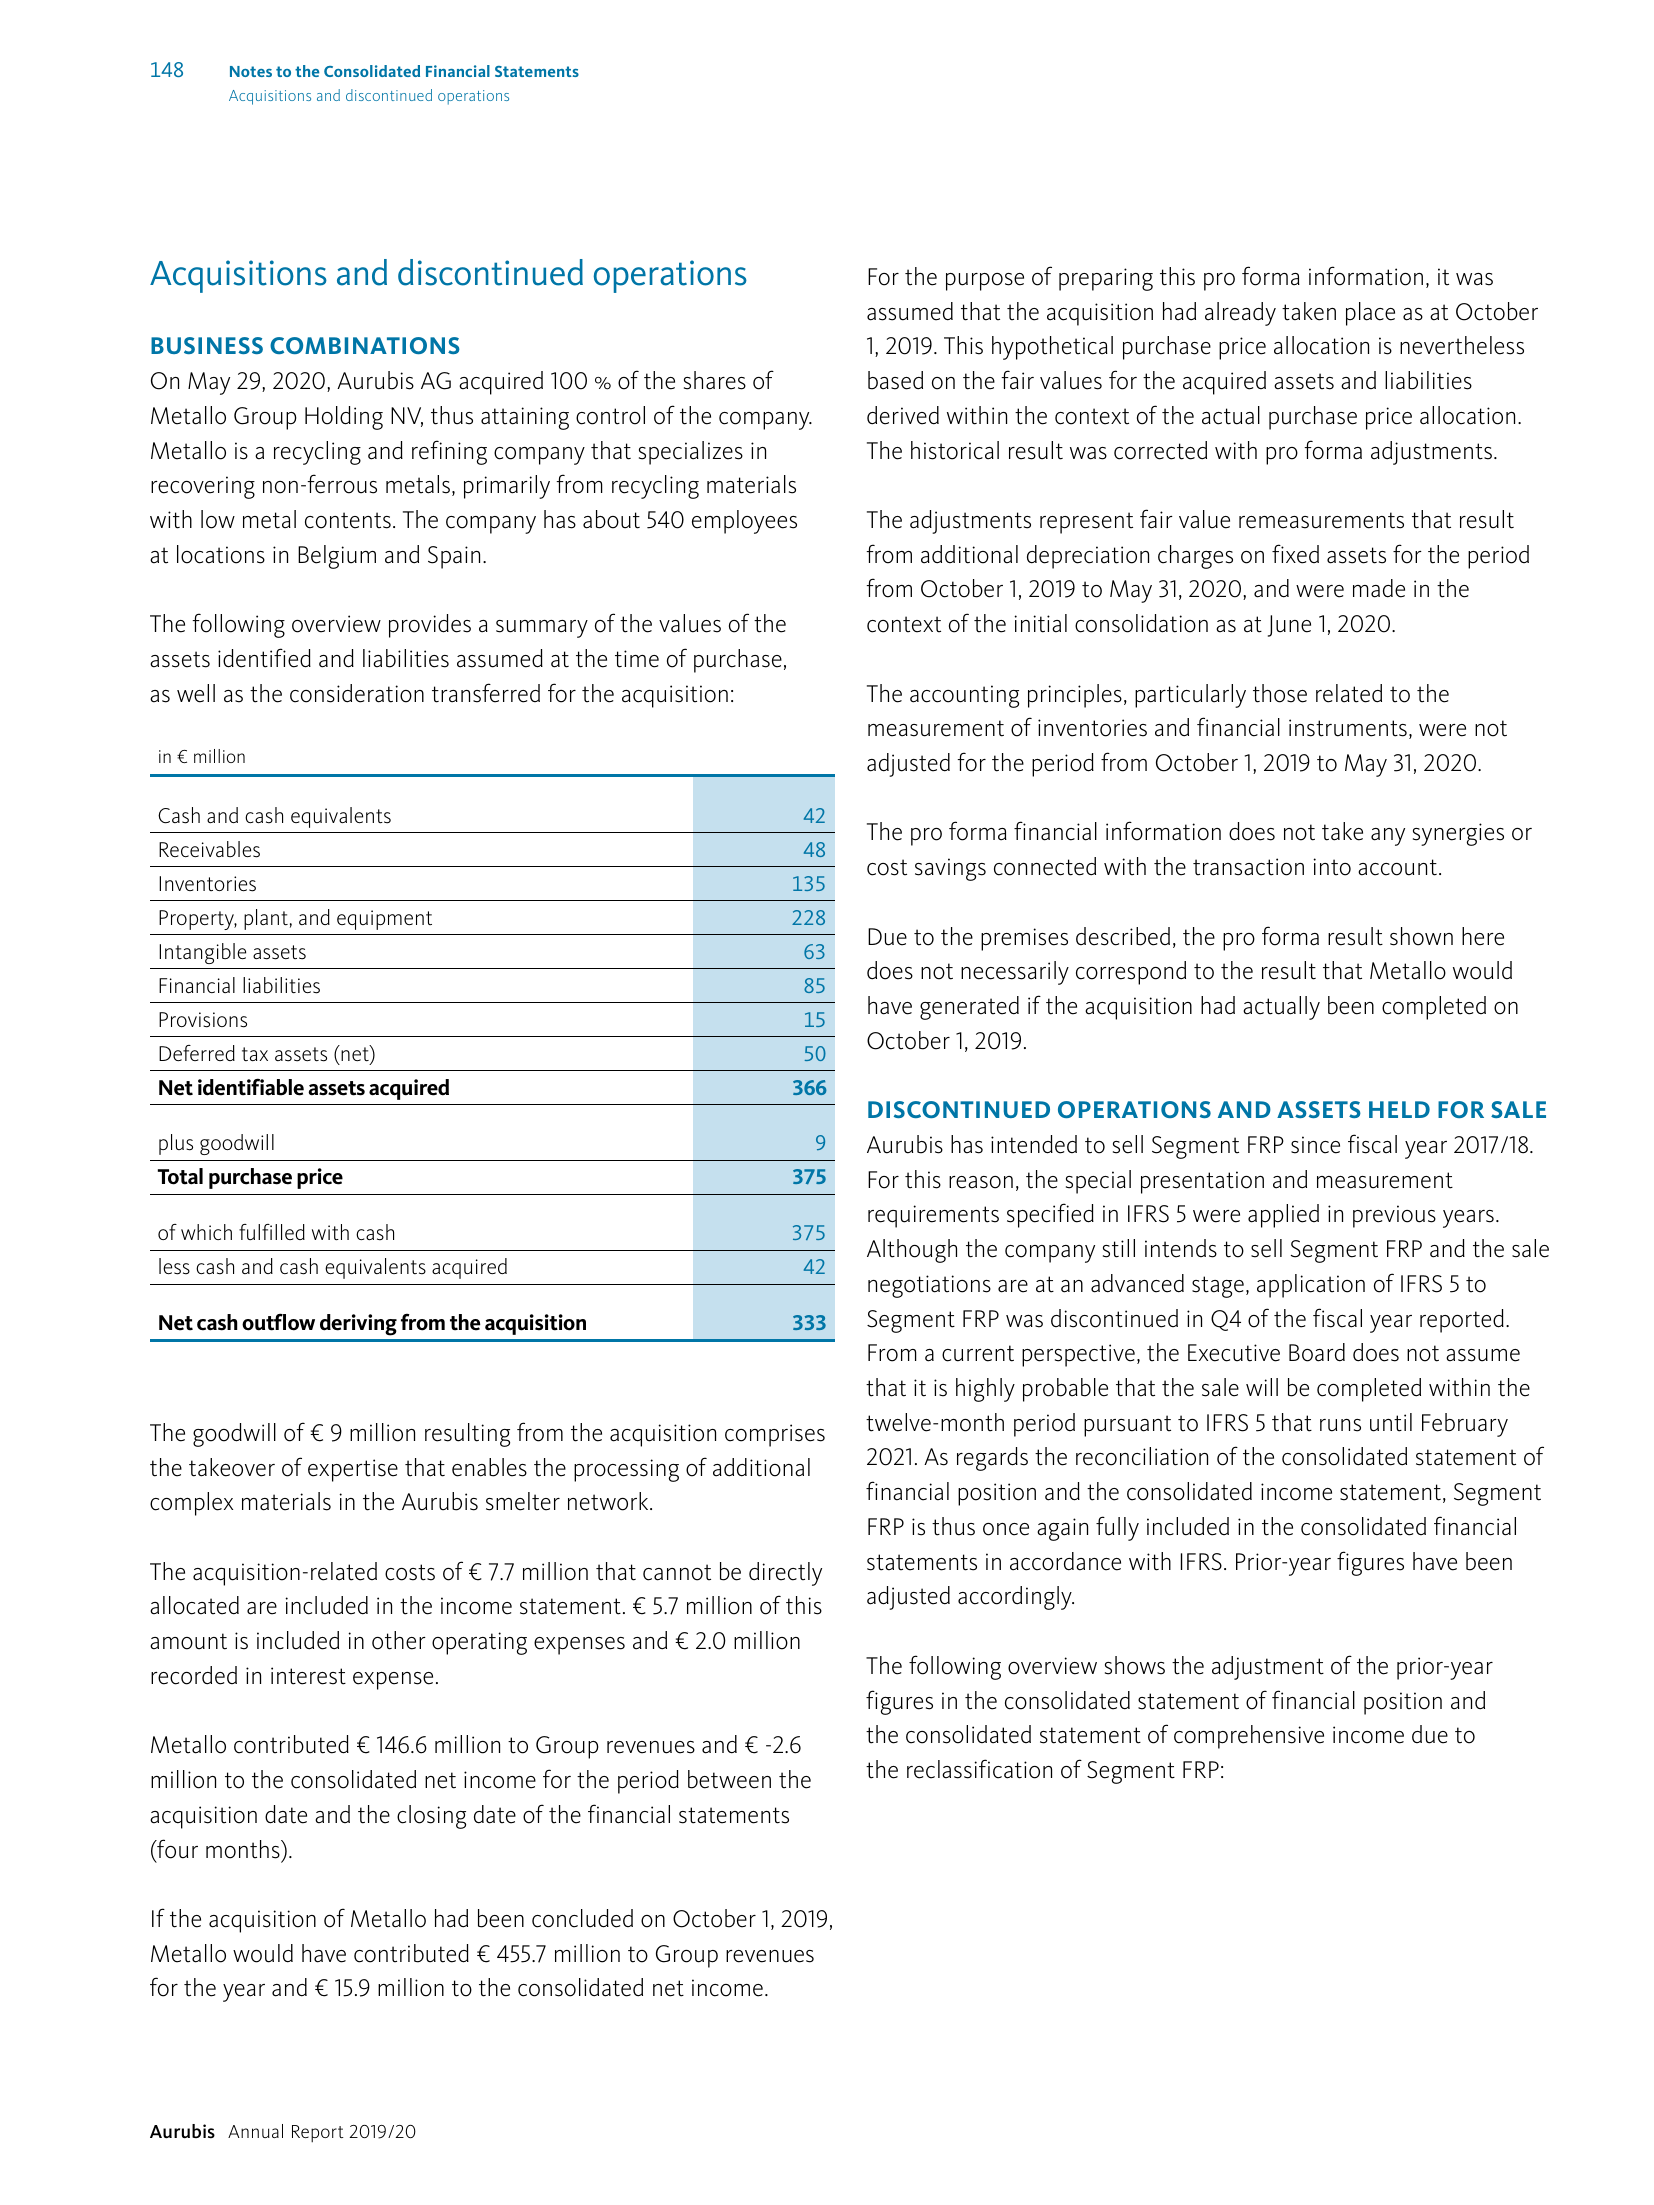 148
Notes to the Consolidated Financial Statements
Acquisitions and discontinued operations
Acquisitions and discontinued operations
BUSINESS COMBINATIONS
On May 29, 2020, Aurubis AG acquired 100 % of the shares of
Metallo Group Holding NV, thus attaining control of the company.
Metallo is a recycling and refining company that specializes in
recovering non-ferrous metals, primarily from recycling materials
with low metal contents. The company has about 540 employees
at locations in Belgium and Spain.
The following overview provides a summary of the values of the
assets identified and liabilities assumed at the time of purchase,
as well as the consideration transferred for the acquisition:
in € million
Cash and cash equivalents 42
Receivables 48
Inventories 135
Property, plant, and equipment 228
Intangible assets 63
Financial liabilities 85
Provisions 15
Deferred tax assets (net) 50
Net identifiable assets acquired 366
plus goodwill 9
Total purchase price 375
of which fulfilled with cash 375
less cash and cash equivalents acquired 42
Net cash outflow deriving from the acquisition 333
The goodwill of € 9 million resulting from the acquisition comprises
the takeover of expertise that enables the processing of additional
complex materials in the Aurubis smelter network.
The acquisition-related costs of € 7.7 million that cannot be directly
allocated are included in the income statement. € 5.7 million of this
amount is included in other operating expenses and € 2.0 million
recorded in interest expense.
Metallo contributed € 146.6 million to Group revenues and € -2.6
million to the consolidated net income for the period between the
acquisition date and the closing date of the financial statements
(four months).
If the acquisition of Metallo had been concluded on October 1, 2019,
Metallo would have contributed € 455.7 million to Group revenues
for the year and € 15.9 million to the consolidated net income.
For the purpose of preparing this pro forma information, it was
assumed that the acquisition had already taken place as at October
1, 2019. This hypothetical purchase price allocation is nevertheless
based on the fair values for the acquired assets and liabilities
derived within the context of the actual purchase price allocation.
The historical result was corrected with pro forma adjustments.
The adjustments represent fair value remeasurements that result
from additional depreciation charges on fixed assets for the period
from October 1, 2019 to May 31, 2020, and were made in the
context of the initial consolidation as at June 1, 2020.
The accounting principles, particularly those related to the
measurement of inventories and financial instruments, were not
adjusted for the period from October 1, 2019 to May 31, 2020.
The pro forma financial information does not take any synergies or
cost savings connected with the transaction into account.
Due to the premises described, the pro forma result shown here
does not necessarily correspond to the result that Metallo would
have generated if the acquisition had actually been completed on
October 1, 2019.
DISCONTINUED OPERATIONS AND ASSETS HELD FOR SALE
Aurubis has intended to sell Segment FRP since fiscal year 2017/18.
For this reason, the special presentation and measurement
requirements specified in IFRS 5 were applied in previous years.
Although the company still intends to sell Segment FRP and the sale
negotiations are at an advanced stage, application of IFRS 5 to
Segment FRP was discontinued in Q4 of the fiscal year reported.
From a current perspective, the Executive Board does not assume
that it is highly probable that the sale will be completed within the
twelve-month period pursuant to IFRS 5 that runs until February
2021. As regards the reconciliation of the consolidated statement of
financial position and the consolidated income statement, Segment
FRP is thus once again fully included in the consolidated financial
statements in accordance with IFRS. Prior-year figures have been
adjusted accordingly.
The following overview shows the adjustment of the prior-year
figures in the consolidated statement of financial position and
the consolidated statement of comprehensive income due to
the reclassification of Segment FRP:
Aurubis Annual Report 2019/20